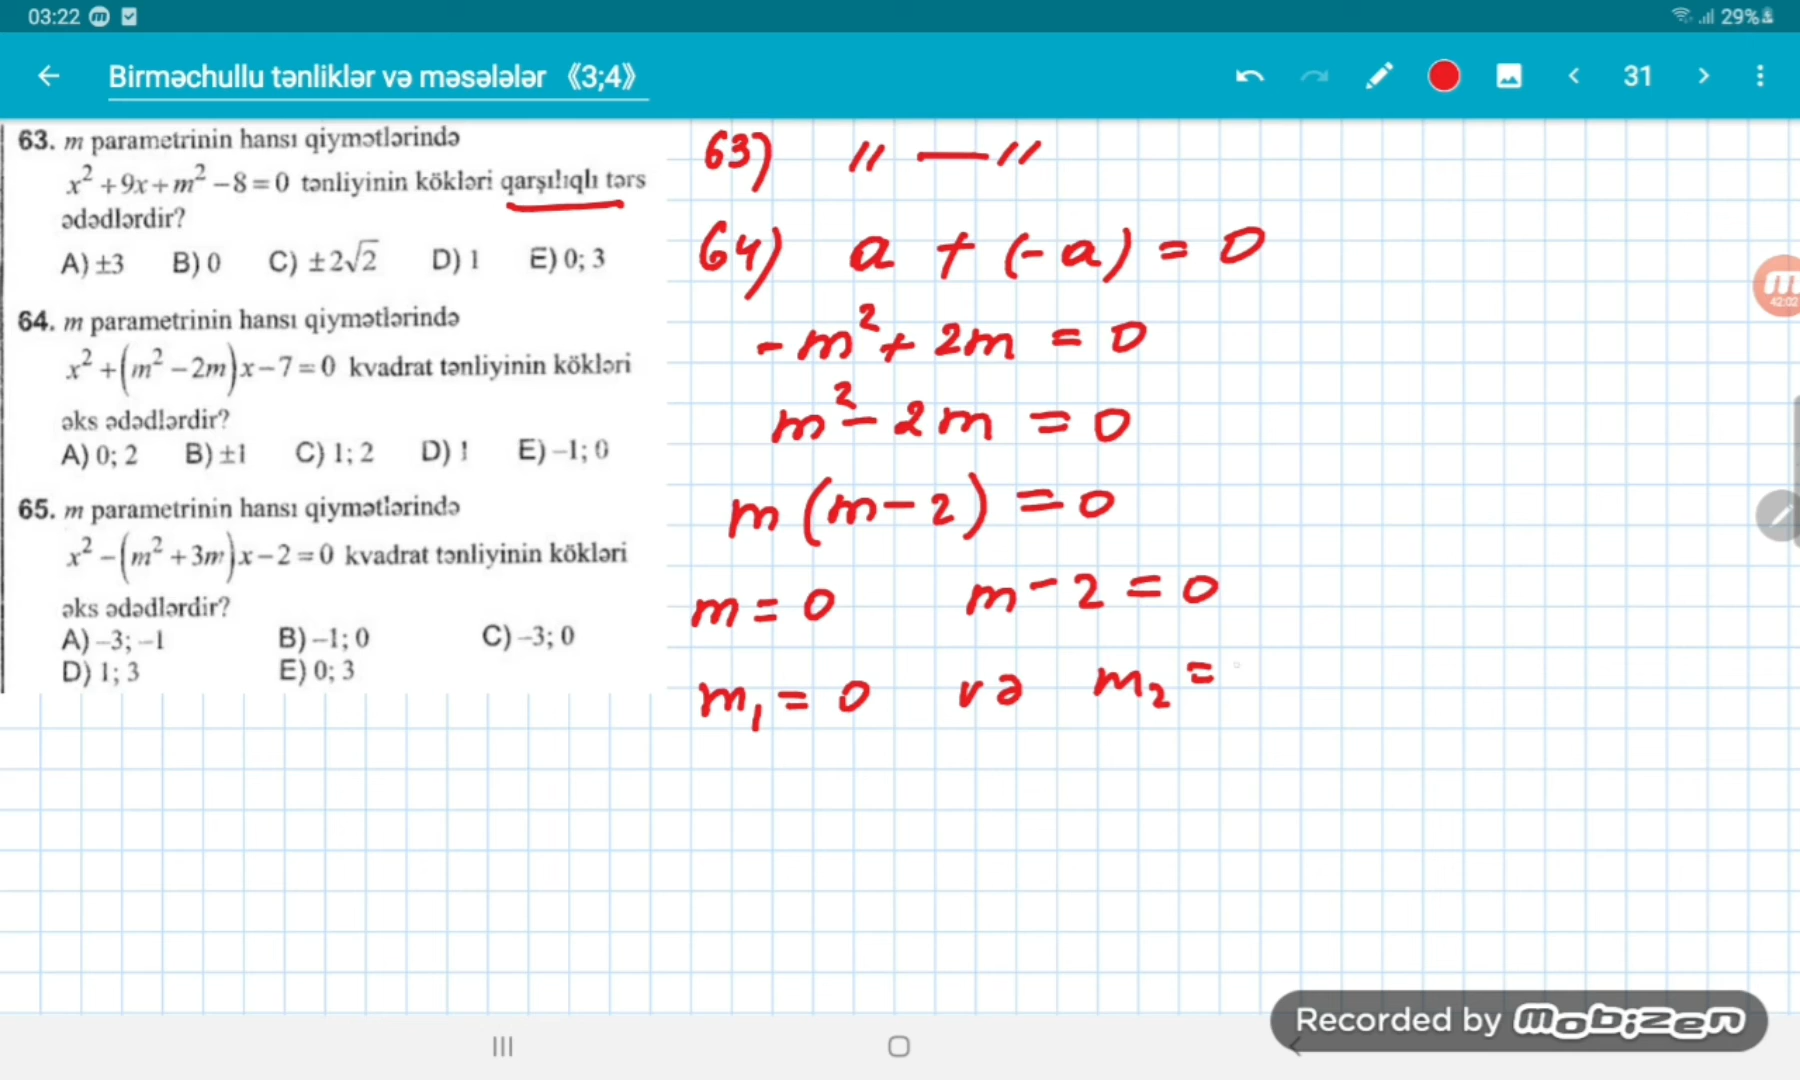 03:22
29%
Birməchullu tənliklər və məsələlər 《3;4》
31
63. m parametrinin hansı qiymətlərində
x² + 9x + m² − 8 = 0 tənliyinin kökləri qarşılıqlı tərs
ədədlərdir?
A) ±3 B) 0 C) ±2√2 D) 1 E) 0; 3
64. m parametrinin hansı qiymətlərində
x² + (m² − 2m)x − 7 = 0 kvadrat tənliyinin kökləri
əks ədədlərdir?
A) 0; 2 B) ±1 C) 1; 2 D) 1 E) −1; 0
65. m parametrinin hansı qiymətlərində
x² − (m² + 3m)x − 2 = 0 kvadrat tənliyinin kökləri
əks ədədlərdir?
A) −3; −1 B) −1; 0 C) −3; 0
D) 1; 3 E) 0; 3
63) // — //
64) a + (-a) = 0
-m² + 2m = 0
m² - 2m = 0
m (m - 2) = 0
m = 0 m - 2 = 0
m₁ = 0 və m₂ =
42:02
Recorded by mobizen